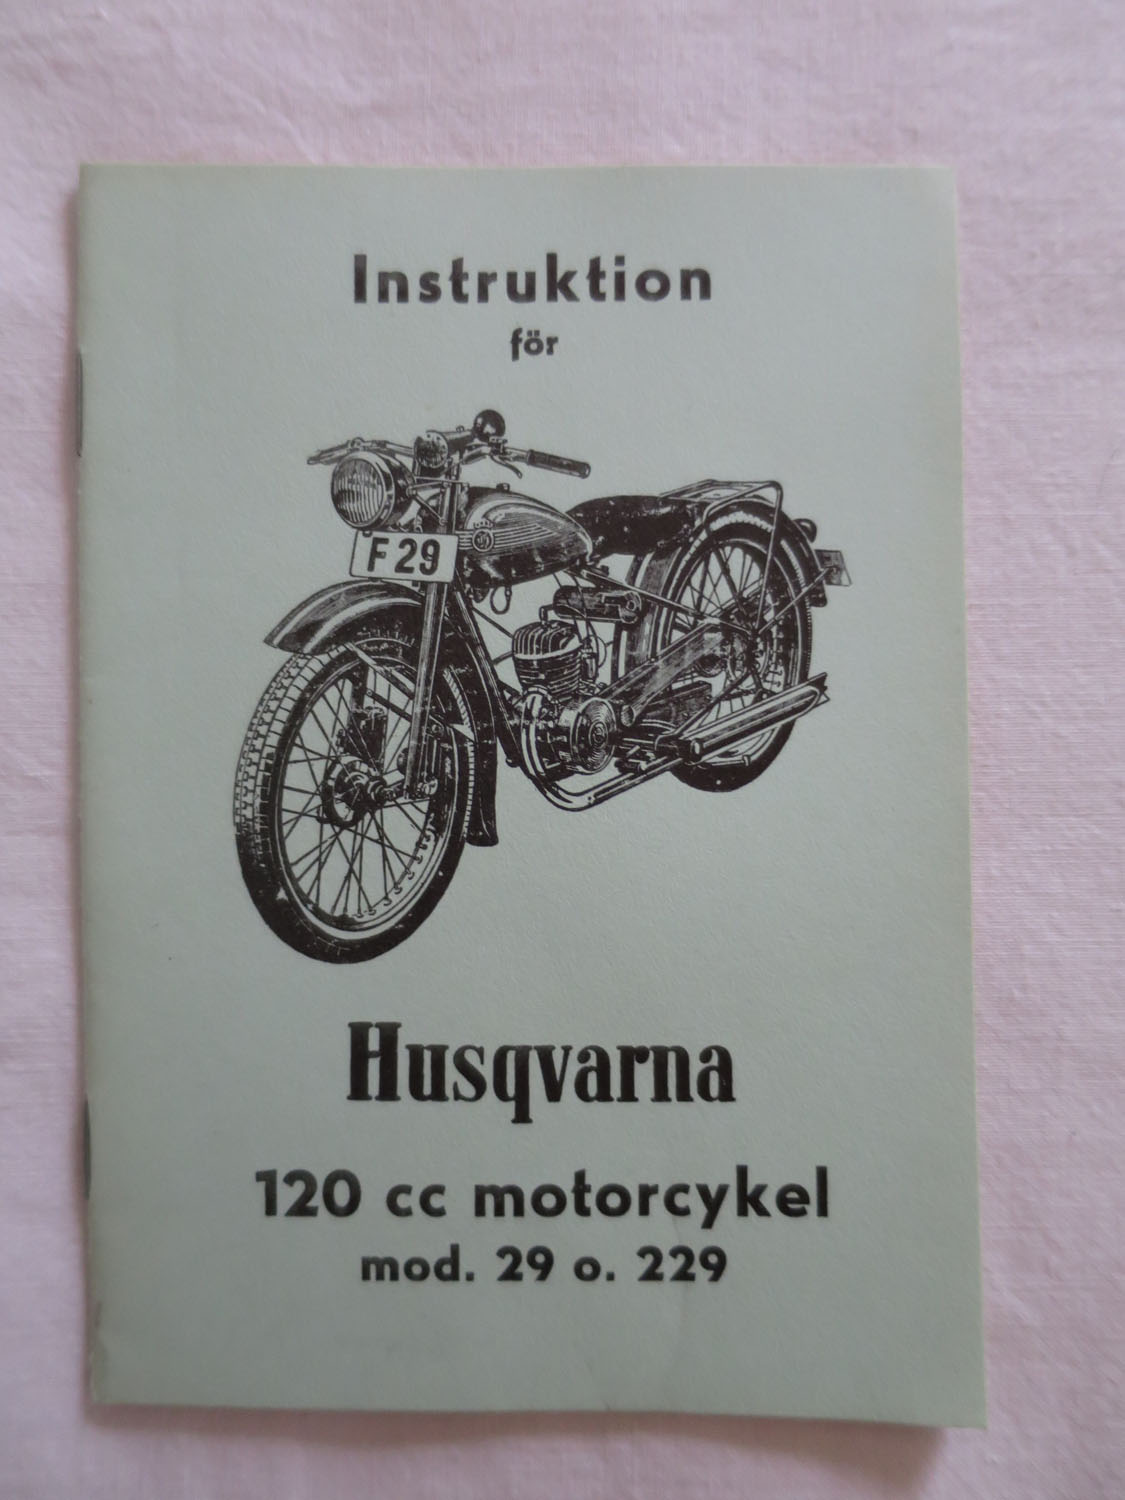 Instruktion
för
F 29
Husqvarna
120 cc motorcykel
mod. 29 o. 229